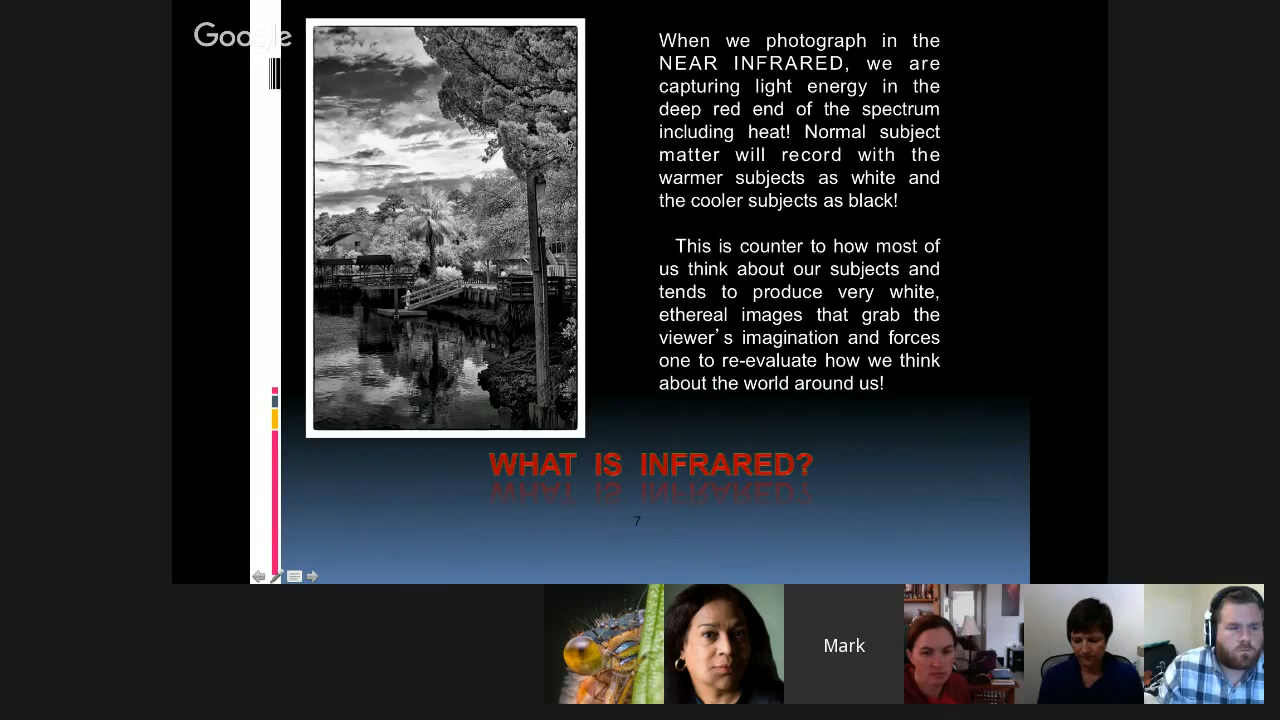 Google
When we photograph in the
NEAR INFRARED, we are
capturing light energy in the
deep red end of the spectrum
including heat! Normal subject
matter will record with the
warmer subjects as white and
the cooler subjects as black!
This is counter to how most of
us think about our subjects and
tends to produce very white,
ethereal images that grab the
viewer’s imagination and forces
one to re-evaluate how we think
about the world around us!
WHAT IS INFRARED?
7
Mark